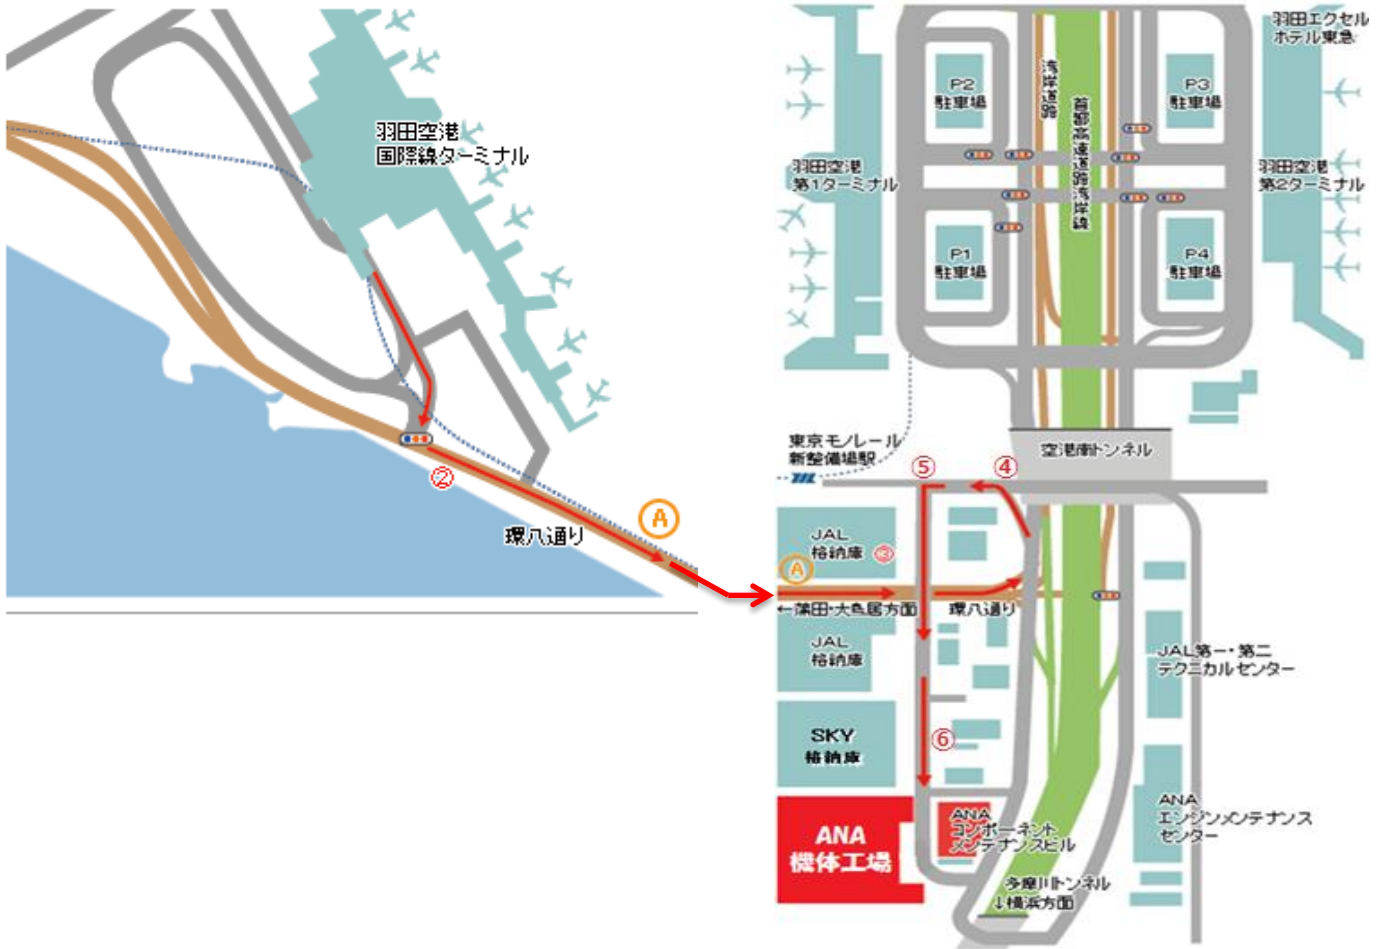 羽田空港
国際線ターミナル
②
A
環八通り
羽田エクセル
ホテル東急
P2
駐車場
湾岸道路
首都高速道路湾岸線
P3
駐車場
羽田空港
第1ターミナル
羽田空港
第2ターミナル
P1
駐車場
P4
駐車場
東京モノレール
新整備場駅
空港南トンネル
⑤
④
JAL
格納庫
③
A
←蒲田・大鳥居方面
環八通り
JAL
格納庫
JAL第一・第二
テクニカルセンター
SKY
格納庫
⑥
ANA
機体工場
ANA
コンポーネント
メンテナンスビル
ANA
エンジンメンテナンス
センター
多摩川トンネル
↓横浜方面